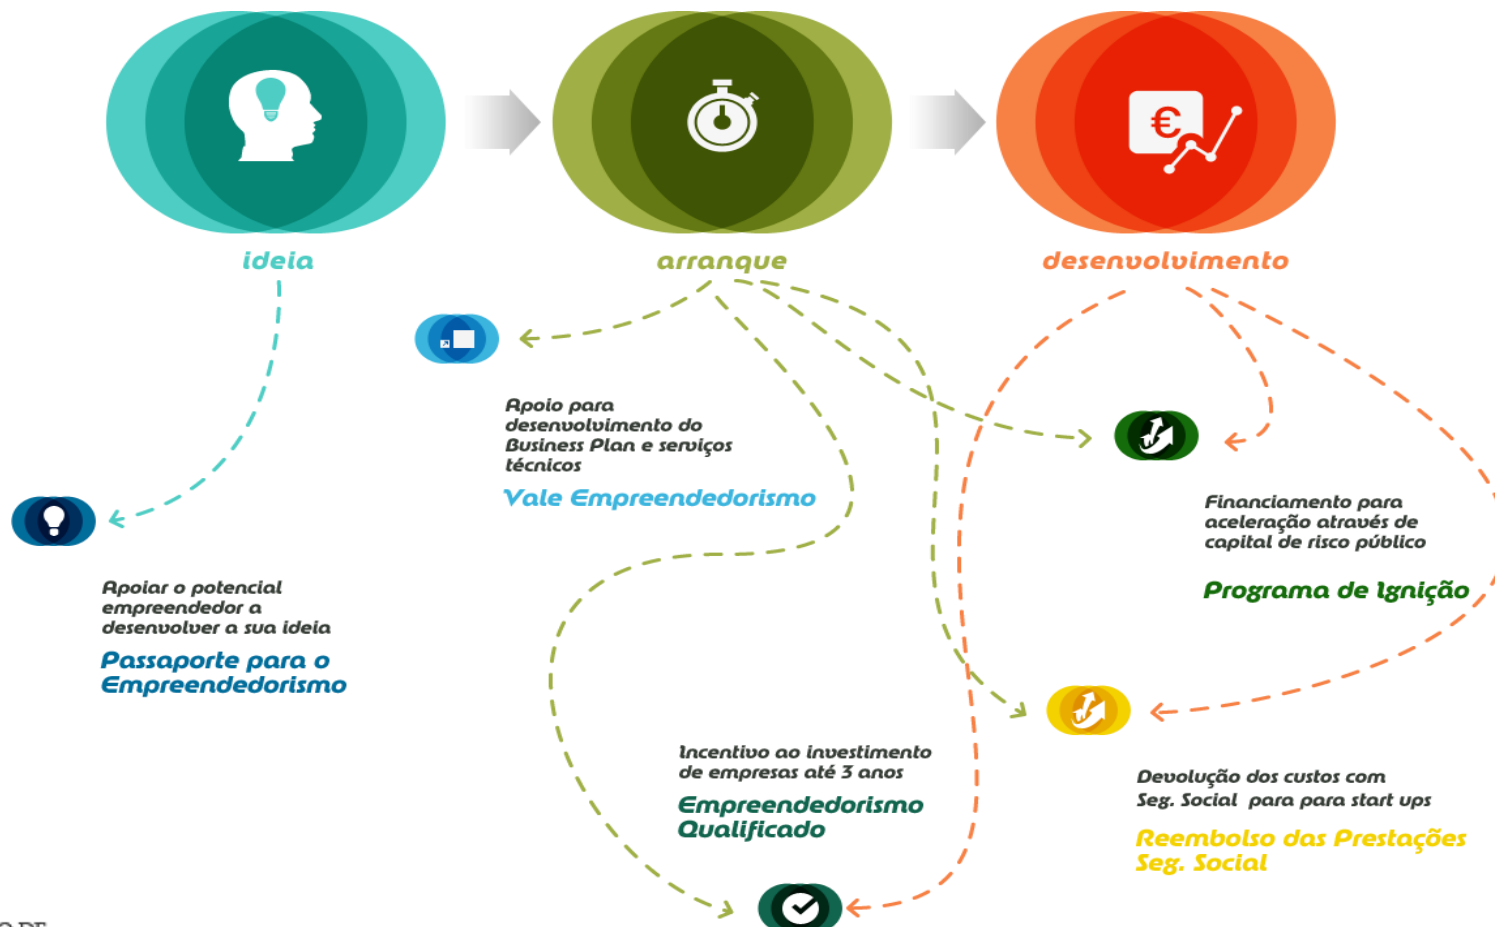 ideia
arranque
desenvolvimento
Apoio para
desenvolvimento do
Business Plan e serviços
técnicos
Vale Empreendedorismo
Financiamento para
aceleração através de
capital de risco público
Programa de Ignição
Apoiar o potencial
empreendedor a
desenvolver a sua ideia
Passaporte para o
Empreendedorismo
Incentivo ao investimento
de empresas até 3 anos
Empreendedorismo
Qualificado
Devolução dos custos com
Seg. Social para para start ups
Reembolso das Prestações
Seg. Social